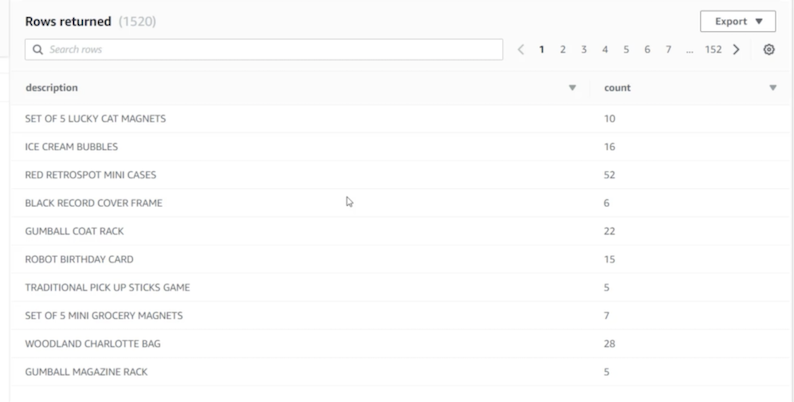 Rows returned (1520)
Export
Search rows
1 2 3 4 5 6 7 ... 152
description count
SET OF 5 LUCKY CAT MAGNETS 10
ICE CREAM BUBBLES 16
RED RETROSPOT MINI CASES 52
BLACK RECORD COVER FRAME 6
GUMBALL COAT RACK 22
ROBOT BIRTHDAY CARD 15
TRADITIONAL PICK UP STICKS GAME 5
SET OF 5 MINI GROCERY MAGNETS 7
WOODLAND CHARLOTTE BAG 28
GUMBALL MAGAZINE RACK 5